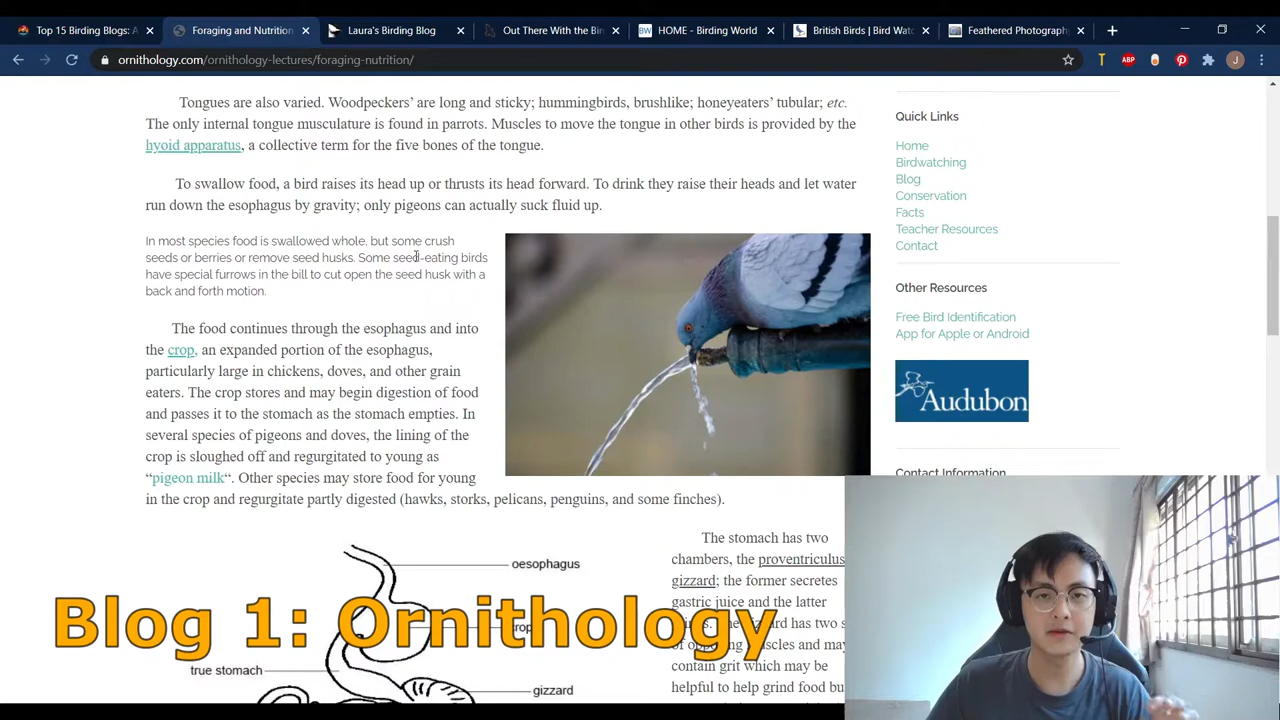 Top 15 Birding Blogs: A
Foraging and Nutrition
Laura's Birding Blog
Out There With the Bir
BW HOME - Birding World
British Birds | Bird Wat
Feathered Photograph
ornithology.com/ornithology-lectures/foraging-nutrition/
T
ABP
J
Tongues are also varied. Woodpeckers' are long and sticky; hummingbirds, brushlike; honeyeaters' tubular; etc.
The only internal tongue musculature is found in parrots. Muscles to move the tongue in other birds is provided by the
hyoid apparatus, a collective term for the five bones of the tongue.
To swallow food, a bird raises its head up or thrusts its head forward. To drink they raise their heads and let water
run down the esophagus by gravity; only pigeons can actually suck fluid up.
In most species food is swallowed whole, but some crush
seeds or berries or remove seed husks. Some seed-eating birds
have special furrows in the bill to cut open the seed husk with a
back and forth motion.
The food continues through the esophagus and into
the crop, an expanded portion of the esophagus,
particularly large in chickens, doves, and other grain
eaters. The crop stores and may begin digestion of food
and passes it to the stomach as the stomach empties. In
several species of pigeons and doves, the lining of the
crop is sloughed off and regurgitated to young as
“pigeon milk“. Other species may store food for young
in the crop and regurgitate partly digested (hawks, storks, pelicans, penguins, and some finches).
oesophagus
true stomach
gizzard
The stomach has two
chambers, the proventriculus
gizzard; the former secretes
gastric juice and the latter
muscles and may
contain grit which may be
helpful to help grind food bu
Blog 1: Ornithology
Quick Links
Home
Birdwatching
Blog
Conservation
Facts
Teacher Resources
Contact
Other Resources
Free Bird Identification
App for Apple or Android
Audubon
Contact Information